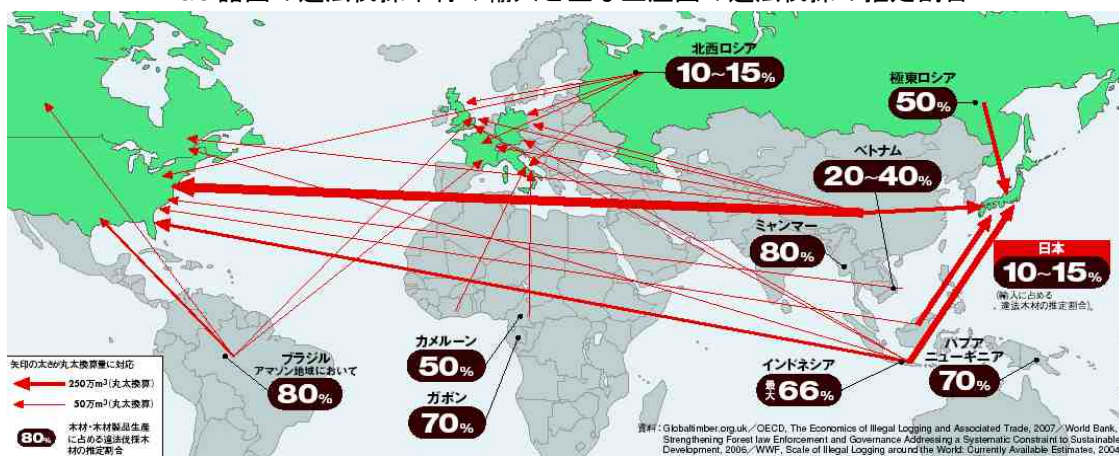 北西ロシア
10~15%
極東ロシア
50%
ベトナム
20~40%
ミャンマー
80%
日本
10~15%
(輸入に占める
違法木材の推定割合)
ブラジル
アマゾン地域において
80%
カメルーン
50%
ガボン
70%
インドネシア
最大66%
パプア
ニューギニア
70%
矢印の太さが丸太換算量に対応
250万m³(丸太換算)
50万m³(丸太換算)
80%
木材・木材製品生産
に占める違法伐採木
材の推定割合
資料:Globaltimber.org.uk/OECD, The Economics of Illegal Logging and Associated Trade, 2007/World Bank,
Strengthening Forest law Enforcement and Governance Addressing a Systematic Constraint to Sustainable
Development, 2006/WWF, Scale of Illegal Logging around the World: Currently Available Estimates, 2004